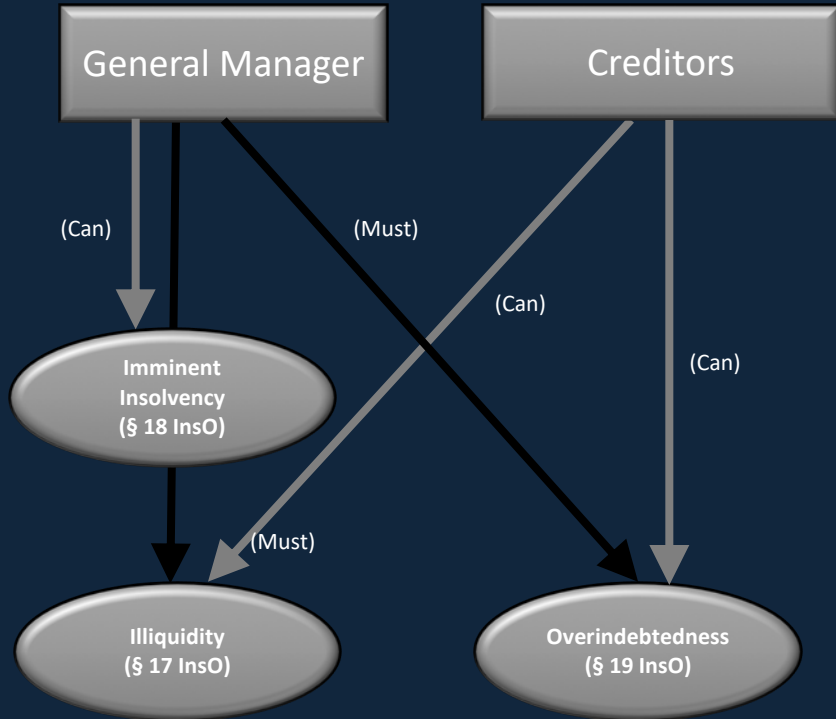 General Manager
Creditors
(Can)
(Must)
(Can)
(Can)
Imminent
Insolvency
(§ 18 InsO)
(Must)
Illiquidity
(§ 17 InsO)
Overindebtedness
(§ 19 InsO)